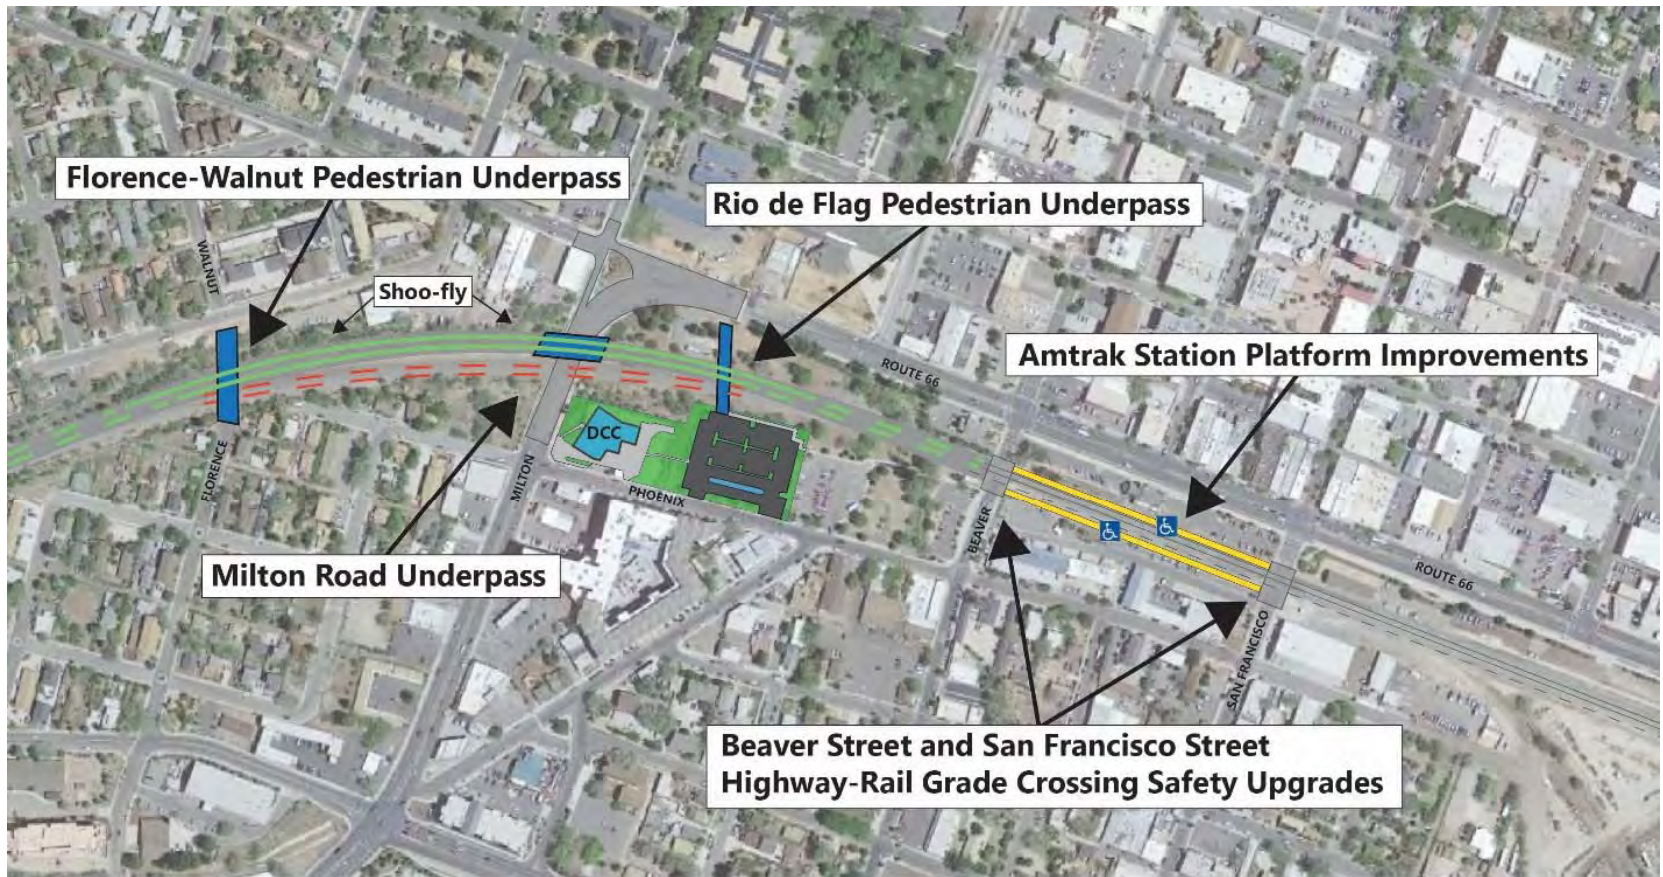 Florence-Walnut Pedestrian Underpass
Rio de Flag Pedestrian Underpass
WALNUT
Shoo-fly
Amtrak Station Platform Improvements
ROUTE 66
DCC
FLORENCE
MILTON
PHOENIX
BEAVER
ROUTE 66
Milton Road Underpass
SAN FRANCISCO
Beaver Street and San Francisco Street
Highway-Rail Grade Crossing Safety Upgrades